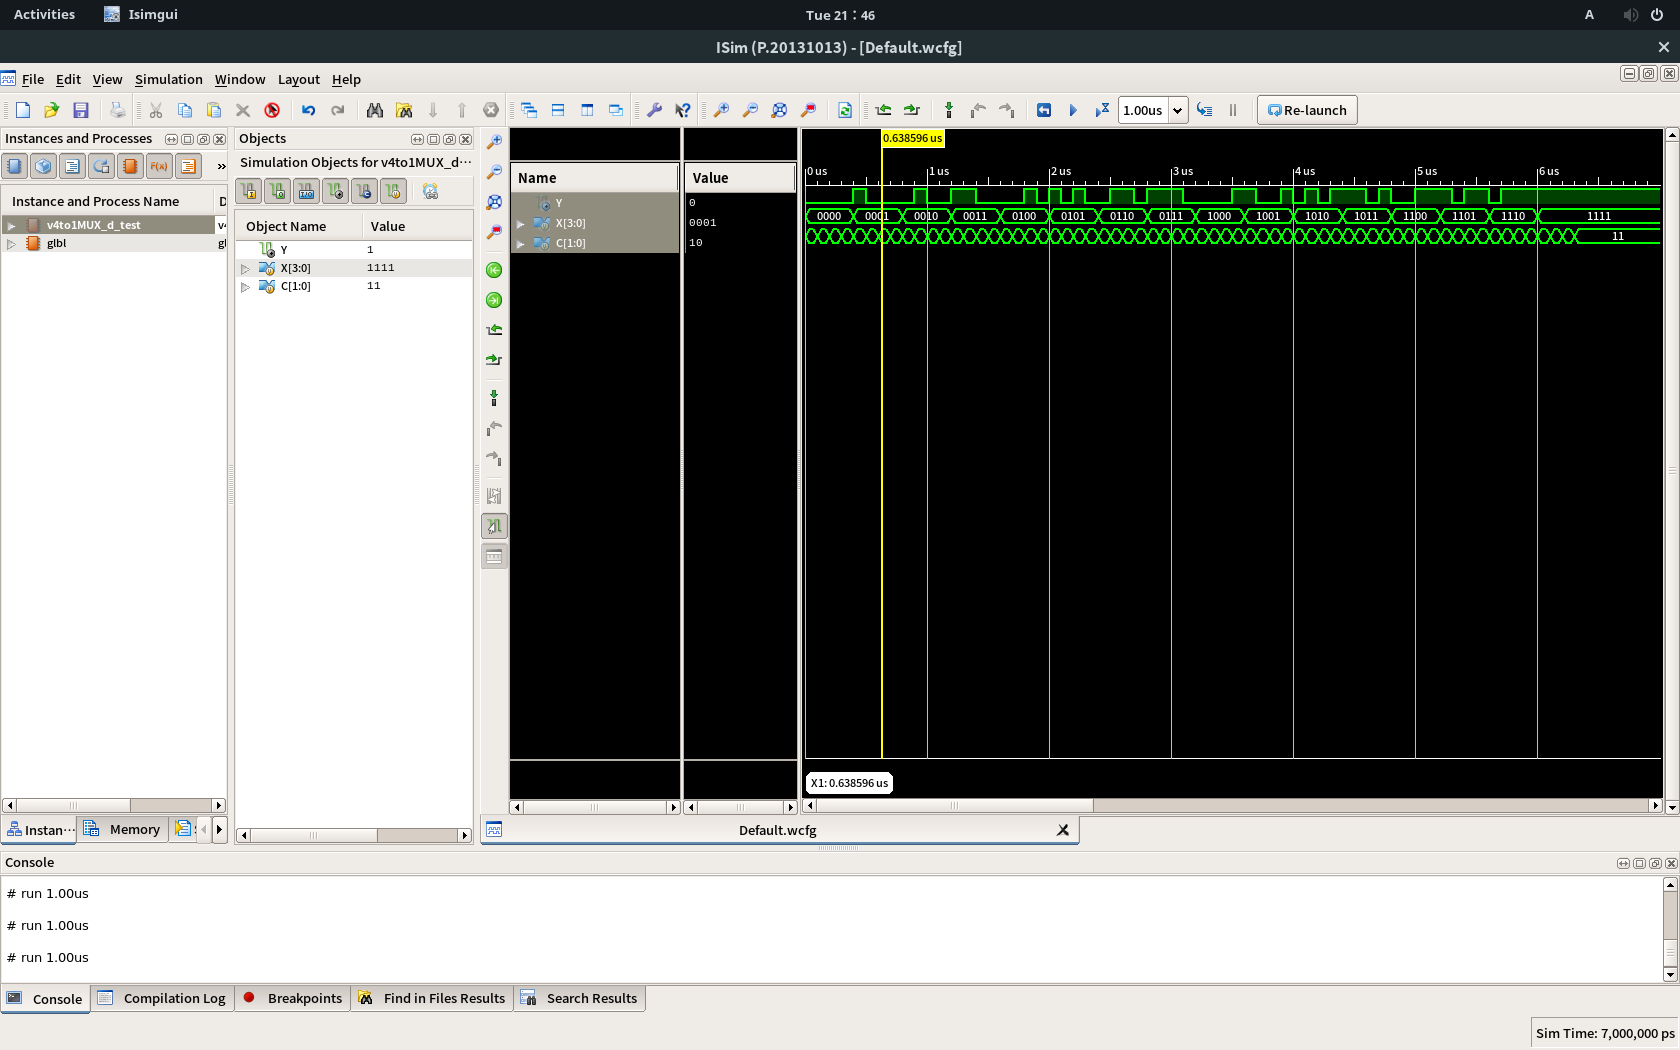 Activities
Isimgui
Tue 21:46
A
ISim (P.20131013) - [Default.wcfg]
File Edit View Simulation Window Layout Help
1.00us
Re-launch
Instances and Processes
F(x)
»
Instance and Process Name
D
v4to1MUX_d_test
v4
glbl
gl
Objects
Simulation Objects for v4to1MUX_d···
Object Name Value
Y 1
X[3:0] 1111
C[1:0] 11
Name Value
Y 0
X[3:0] 0001
C[1:0] 10
0.638596 us
0 us 1 us 2 us 3 us 4 us 5 us 6 us
0000 0001 0010 0011 0100 0101 0110 0111 1000 1001 1010 1011 1100 1101 1110 1111
11
X1: 0.638596 us
Instan···
Memory
Default.wcfg
Console
# run 1.00us
# run 1.00us
# run 1.00us
Console
Compilation Log
Breakpoints
Find in Files Results
Search Results
Sim Time: 7,000,000 ps